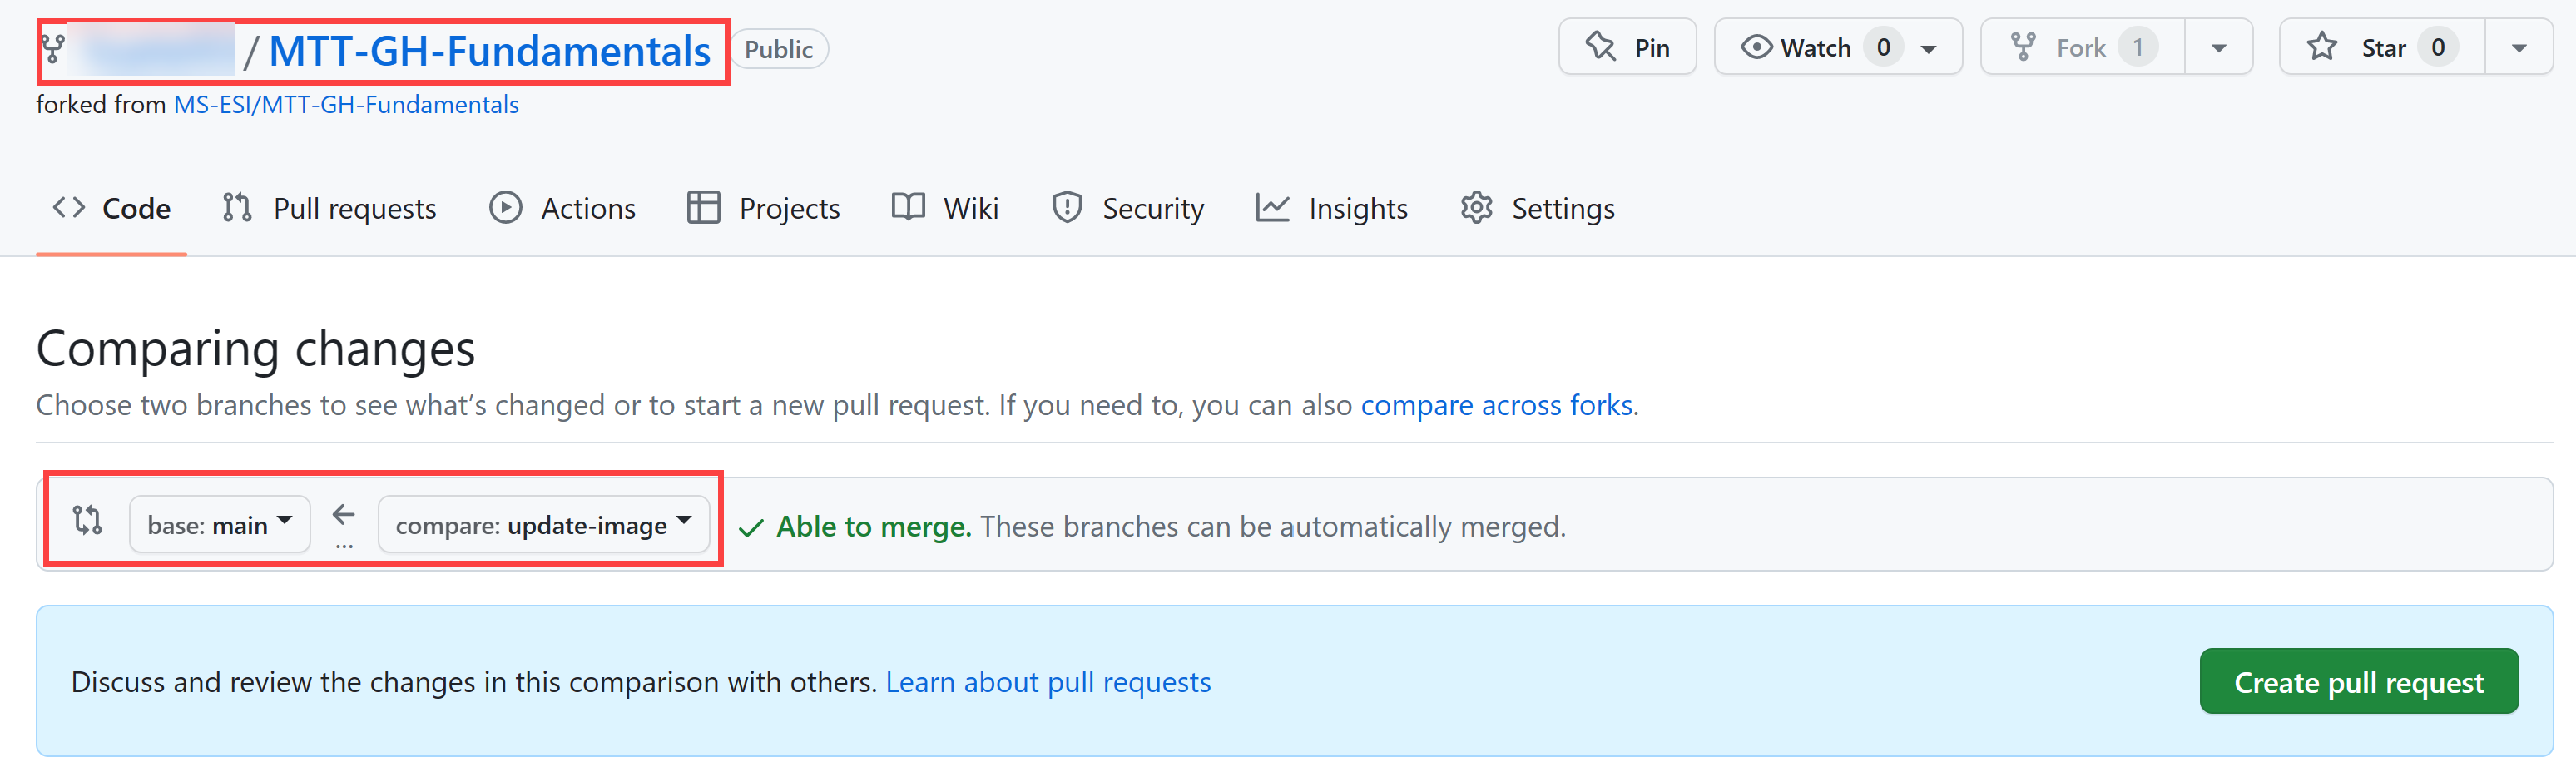 / MTT-GH-Fundamentals Public Pin Watch 0 Fork 1 Star 0
forked from MS-ESI/MTT-GH-Fundamentals
Code Pull requests Actions Projects Wiki Security Insights Settings
Comparing changes
Choose two branches to see what's changed or to start a new pull request. If you need to, you can also compare across forks.
base: main ← ... compare: update-image ✓ Able to merge. These branches can be automatically merged.
Discuss and review the changes in this comparison with others. Learn about pull requests Create pull request